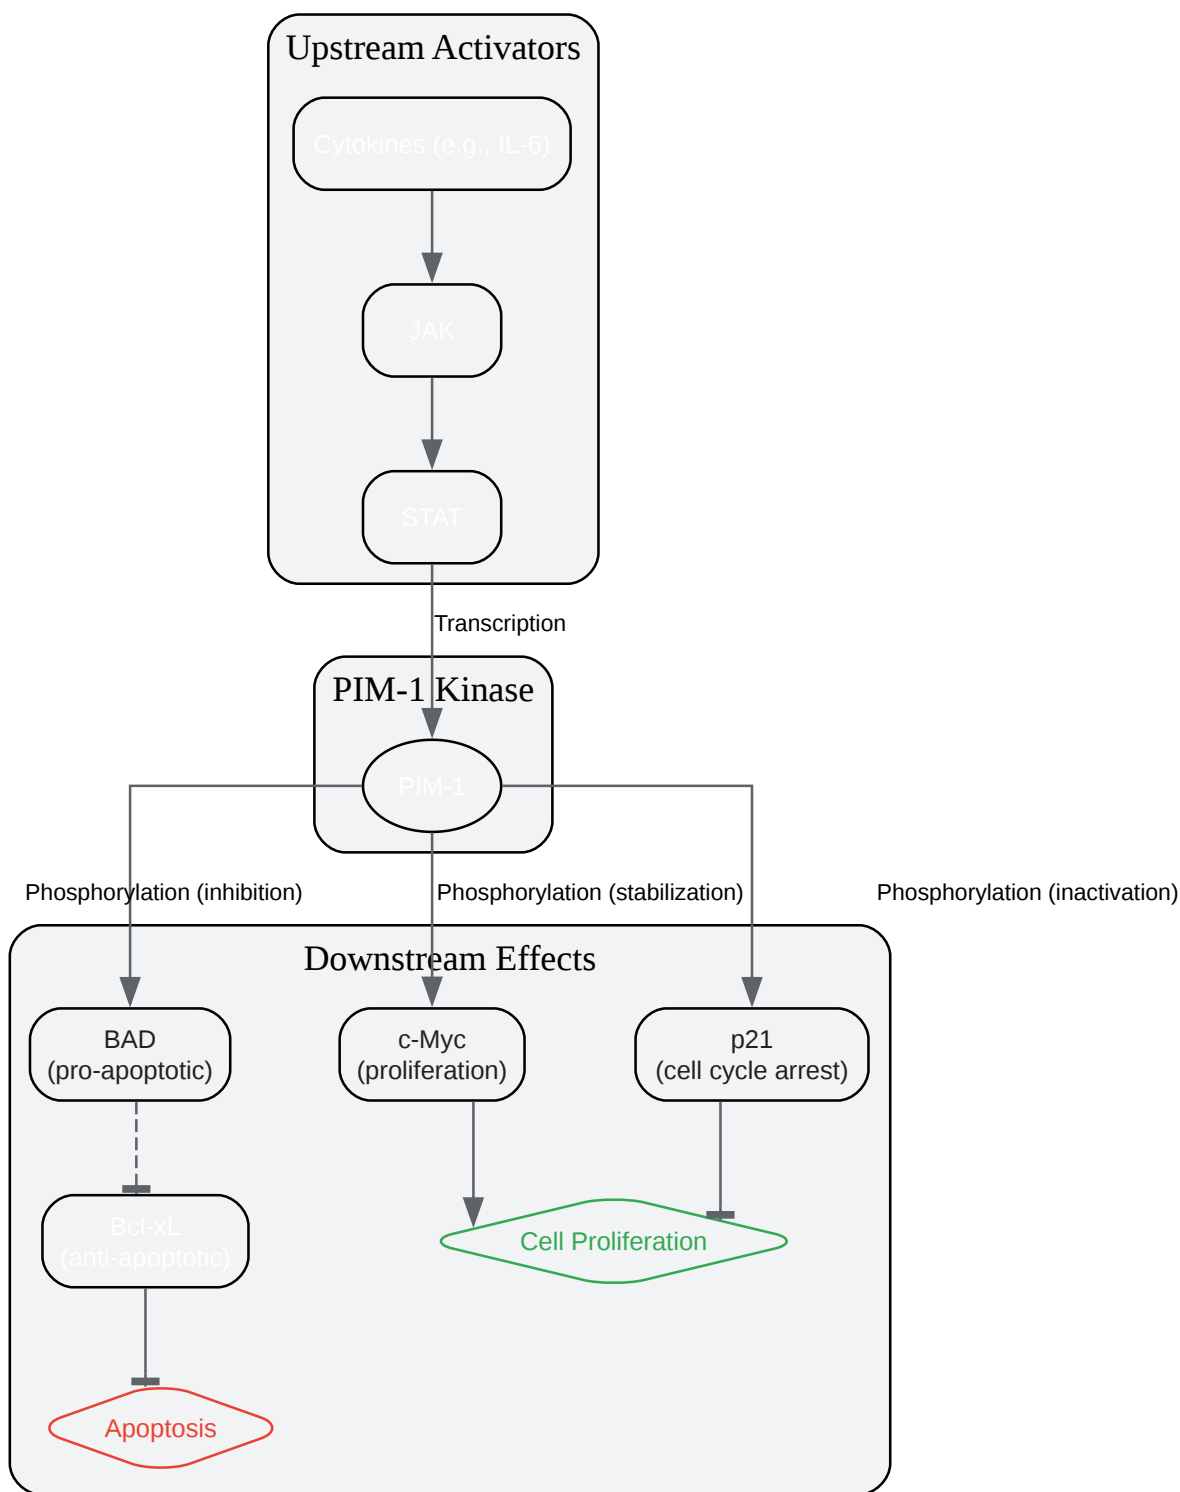 Upstream Activators
Cytokines (e.g., IL-6)
JAK
STAT
Transcription
PIM-1 Kinase
PIM-1
Phosphorylation (inhibition)
Phosphorylation (stabilization)
Phosphorylation (inactivation)
Downstream Effects
BAD
(pro-apoptotic)
c-Myc
(proliferation)
p21
(cell cycle arrest)
Bcl-xL
(anti-apoptotic)
Cell Proliferation
Apoptosis